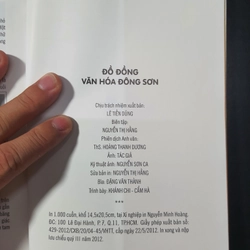 ĐỒ ĐỒNG
VĂN HÓA ĐÔNG SƠN
Chịu trách nhiệm xuất bản:
LÊ TIẾN DŨNG
Biên tập:
NGUYỄN THỊ HẰNG
Phiên dịch Anh văn:
THS. HOÀNG THANH DƯƠNG
Ảnh: TÁC GIẢ
Kỹ thuật ảnh: NGUYỄN SƠN CA
Sửa bản in: NGUYỄN THỊ HẰNG
Bìa: ĐẶNG VĂN THÀNH
Trình bày: KHÁNH CHI - CẨM HÀ
***
In 1.000 cuốn, khổ 14,5x20,5cm, tại Xí nghiệp in Nguyễn Minh Hoàng.
ĐC: 100 Lê Đại Hành, P.7, Q.11, TPHCM. Giấy phép xuất bản số:
429-2012/CXB/20/04-45/VHTT, cấp ngày 22/5/2012. In xong và nộp
lưu chiểu quý III năm 2012.